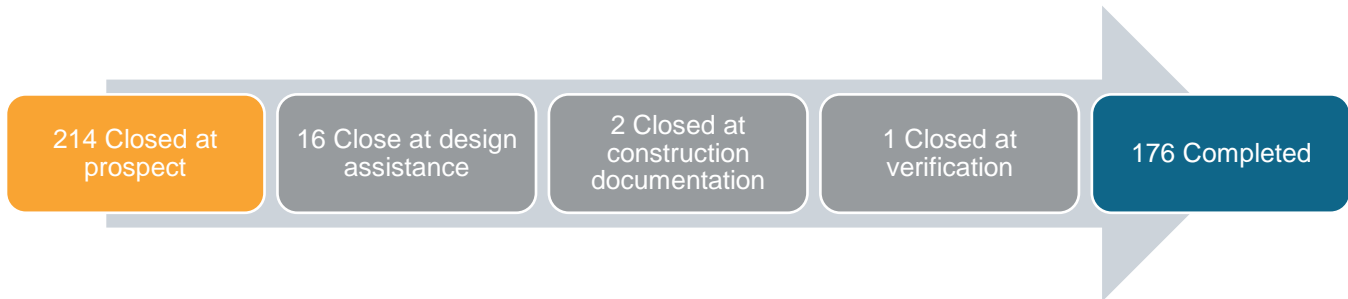 214 Closed at
prospect
16 Close at design
assistance
2 Closed at
construction
documentation
1 Closed at
verification
176 Completed